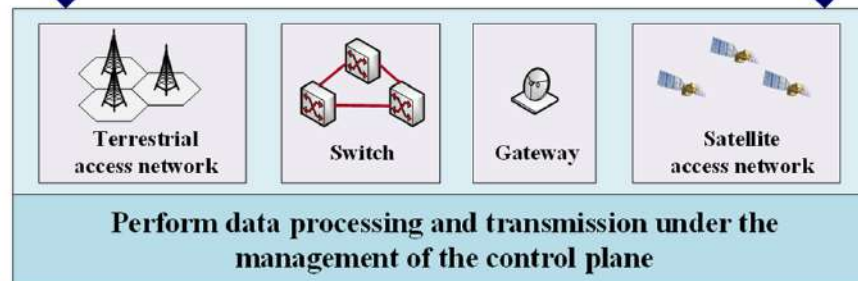 Terrestrial
access network
Switch
Gateway
Satellite
access network
Perform data processing and transmission under the
management of the control plane